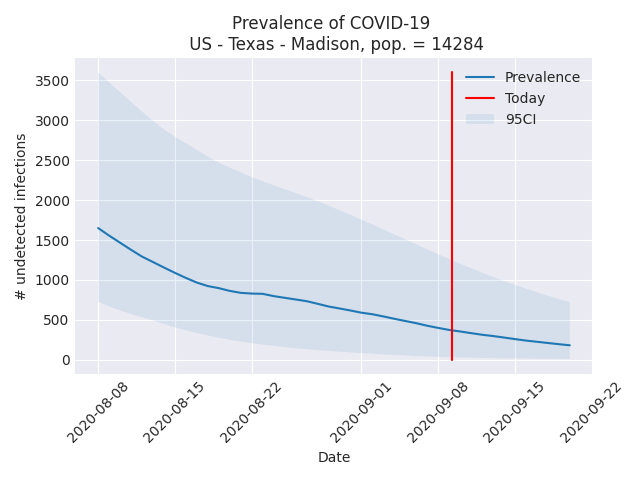 Prevalence of COVID-19
US - Texas - Madison, pop. = 14284
3500
3000
2500
2000
1500
1000
500
0
# undetected infections
Prevalence
Today
95CI
2020-08-08
2020-08-15
2020-08-22
2020-09-01
2020-09-08
2020-09-15
2020-09-22
Date